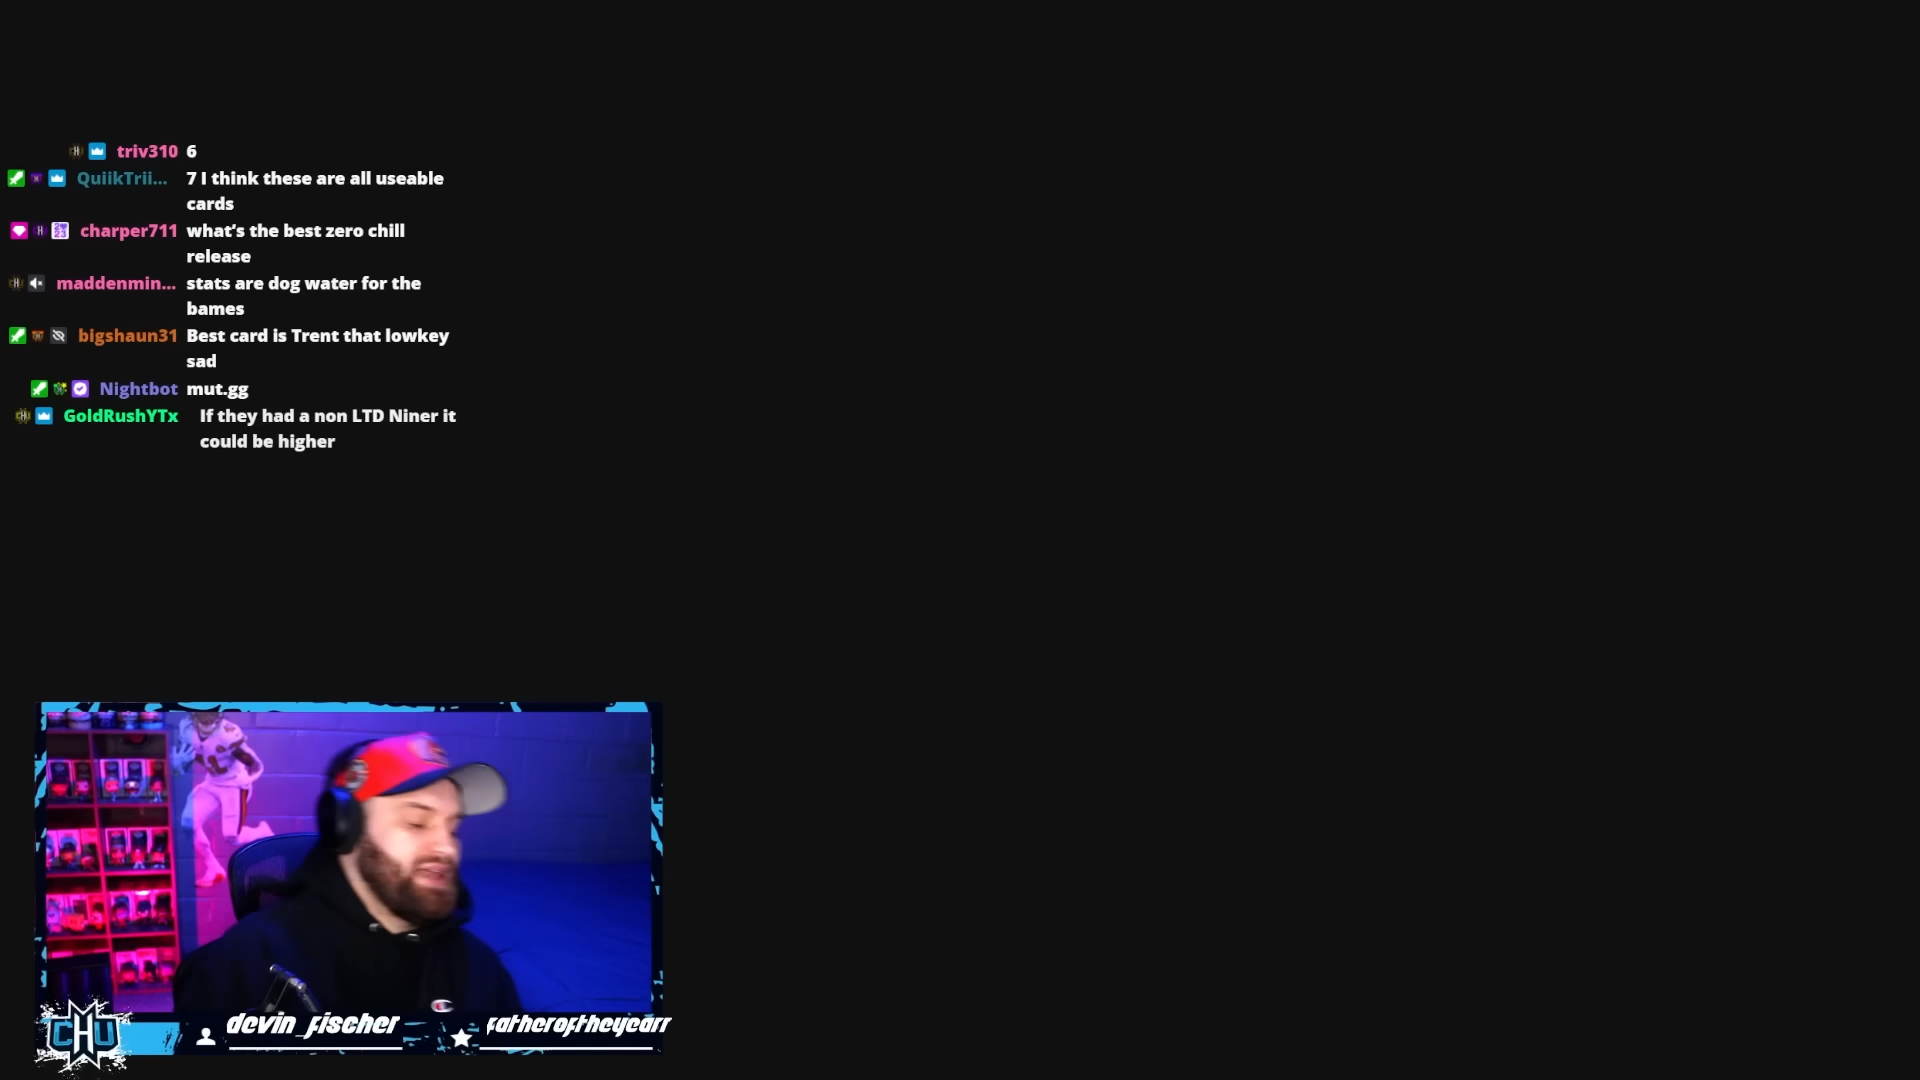 triv310 6
QuiikTrii... 7 I think these are all useable
cards
charper711 what's the best zero chill
release
maddenmin... stats are dog water for the
bames
bigshaun31 Best card is Trent that lowkey
sad
Nightbot mut.gg
GoldRushYTx If they had a non LTD Niner it
could be higher
CHU
devin_fischer
fatheroftheyearr